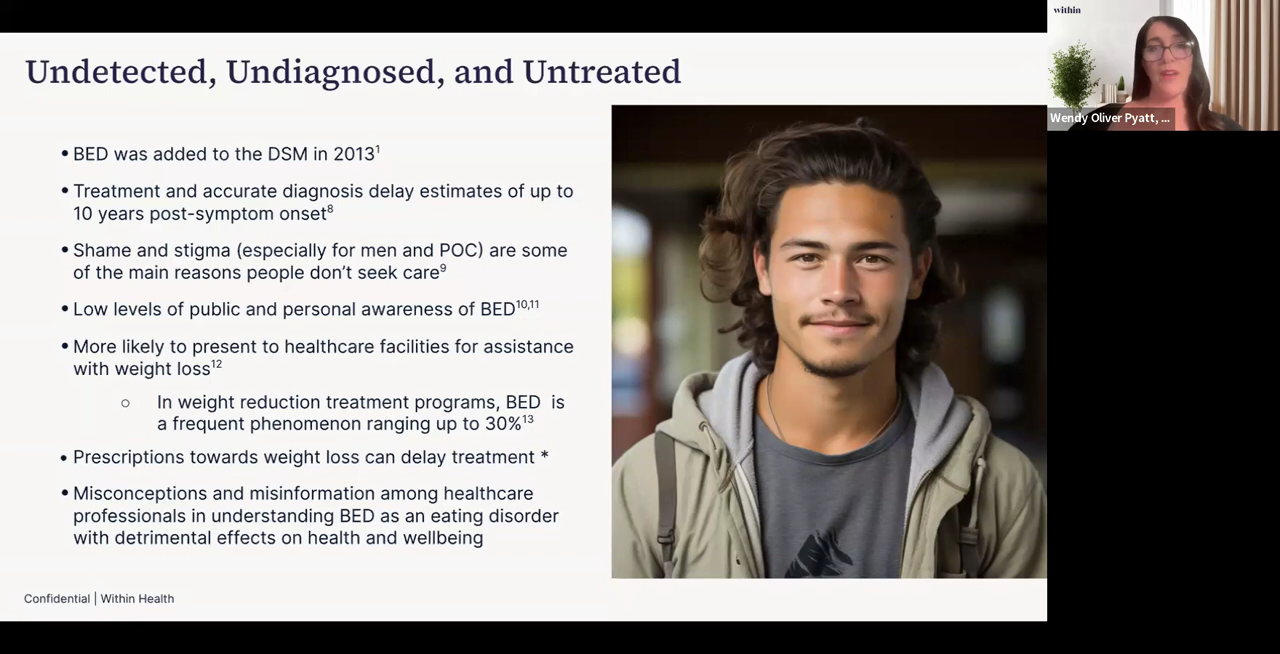 Undetected, Undiagnosed, and Untreated
• BED was added to the DSM in 2013¹
• Treatment and accurate diagnosis delay estimates of up to
10 years post-symptom onset⁸
• Shame and stigma (especially for men and POC) are some
of the main reasons people don’t seek care⁹
• Low levels of public and personal awareness of BED¹⁰,¹¹
• More likely to present to healthcare facilities for assistance
with weight loss¹²
○ In weight reduction treatment programs, BED is
a frequent phenomenon ranging up to 30%¹³
• Prescriptions towards weight loss can delay treatment *
• Misconceptions and misinformation among healthcare
professionals in understanding BED as an eating disorder
with detrimental effects on health and wellbeing
Confidential | Within Health
within
Wendy Oliver Pyatt, ...